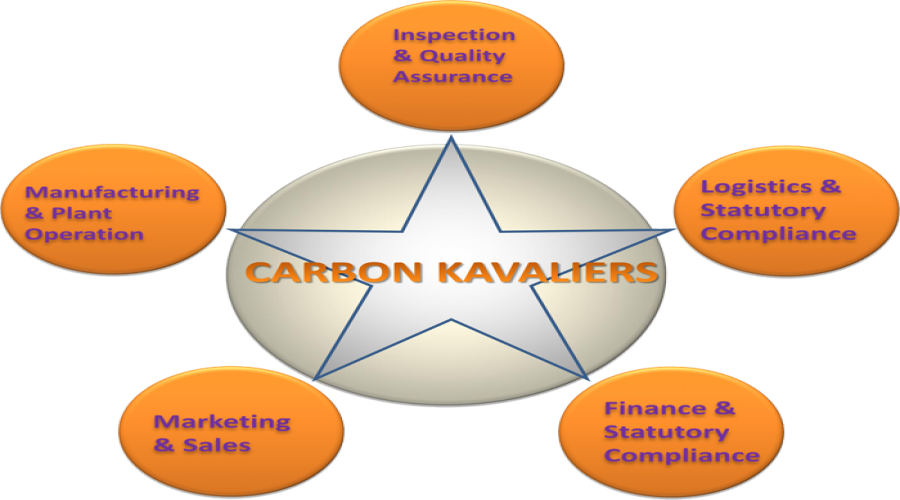 Inspection
& Quality
Assurance
Manufacturing
& Plant
Operation
Logistics &
Statutory
Compliance
CARBON KAVALIERS
Marketing
& Sales
Finance &
Statutory
Compliance